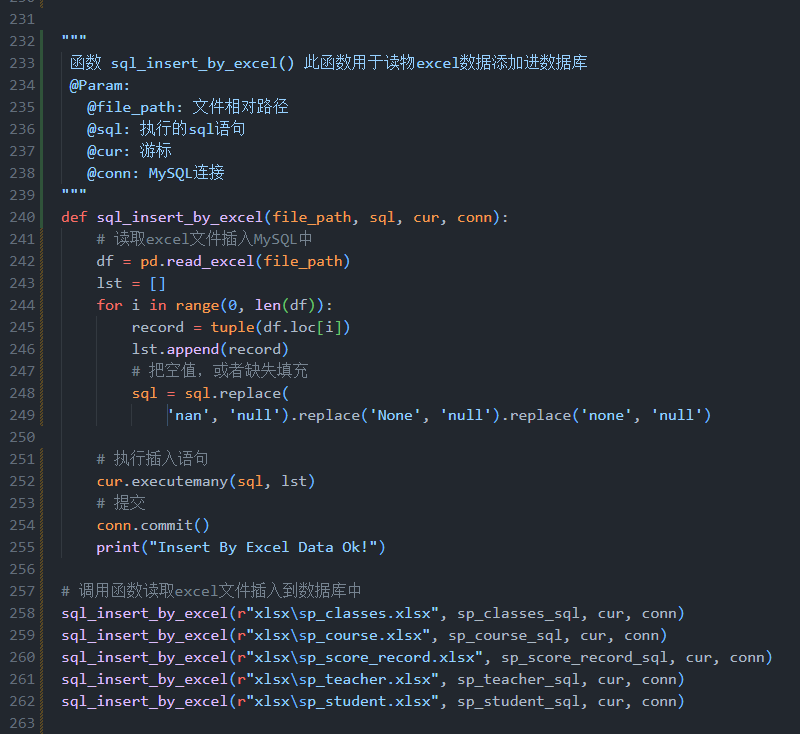 231
232 """
233 函数 sql_insert_by_excel() 此函数用于读物excel数据添加进数据库
234 @Param:
235 @file_path: 文件相对路径
236 @sql: 执行的sql语句
237 @cur: 游标
238 @conn: MySQL连接
239 """
240 def sql_insert_by_excel(file_path, sql, cur, conn):
241 # 读取excel文件插入MySQL中
242 df = pd.read_excel(file_path)
243 lst = []
244 for i in range(0, len(df)):
245 record = tuple(df.loc[i])
246 lst.append(record)
247 # 把空值，或者缺失填充
248 sql = sql.replace(
249 'nan', 'null').replace('None', 'null').replace('none', 'null')
250
251 # 执行插入语句
252 cur.executemany(sql, lst)
253 # 提交
254 conn.commit()
255 print("Insert By Excel Data Ok!")
256
257 # 调用函数读取excel文件插入到数据库中
258 sql_insert_by_excel(r"xlsx\sp_classes.xlsx", sp_classes_sql, cur, conn)
259 sql_insert_by_excel(r"xlsx\sp_course.xlsx", sp_course_sql, cur, conn)
260 sql_insert_by_excel(r"xlsx\sp_score_record.xlsx", sp_score_record_sql, cur, conn)
261 sql_insert_by_excel(r"xlsx\sp_teacher.xlsx", sp_teacher_sql, cur, conn)
262 sql_insert_by_excel(r"xlsx\sp_student.xlsx", sp_student_sql, cur, conn)
263